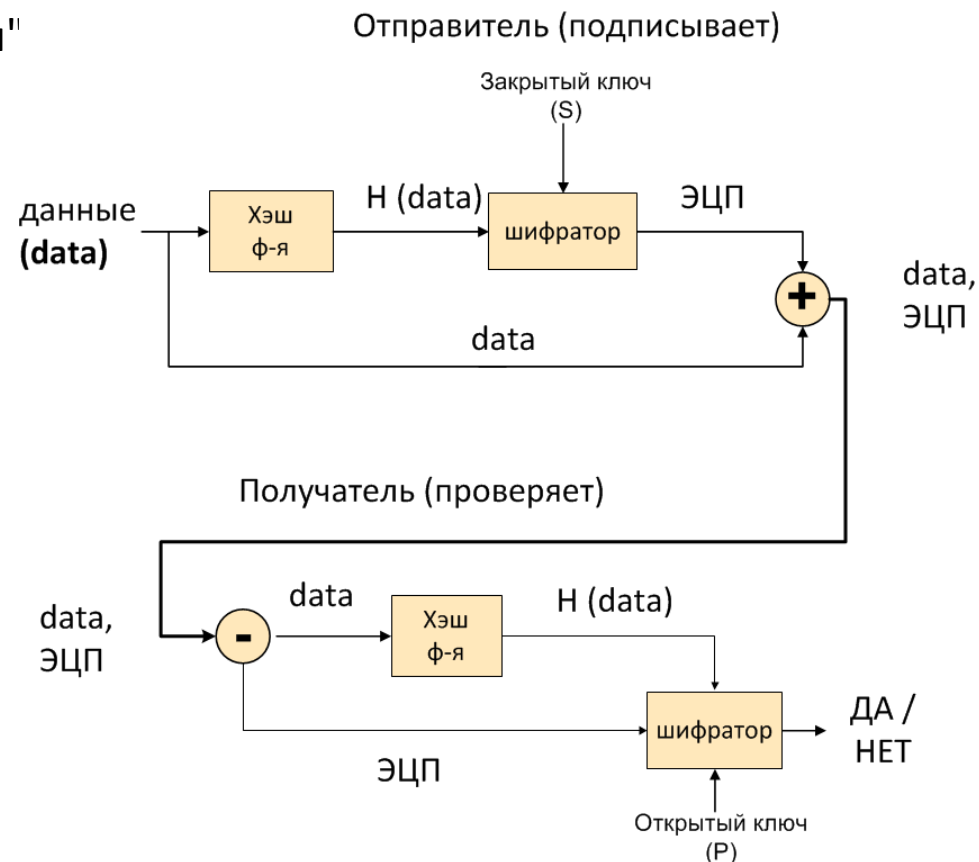 Отправитель (подписывает)
Закрытый ключ
(S)
данные
(data)
Хэш
ф-я
H (data)
шифратор
ЭЦП
+
data,
ЭЦП
data
Получатель (проверяет)
data,
ЭЦП
-
data
Хэш
ф-я
H (data)
ЭЦП
шифратор
ДА /
НЕТ
Открытый ключ
(P)